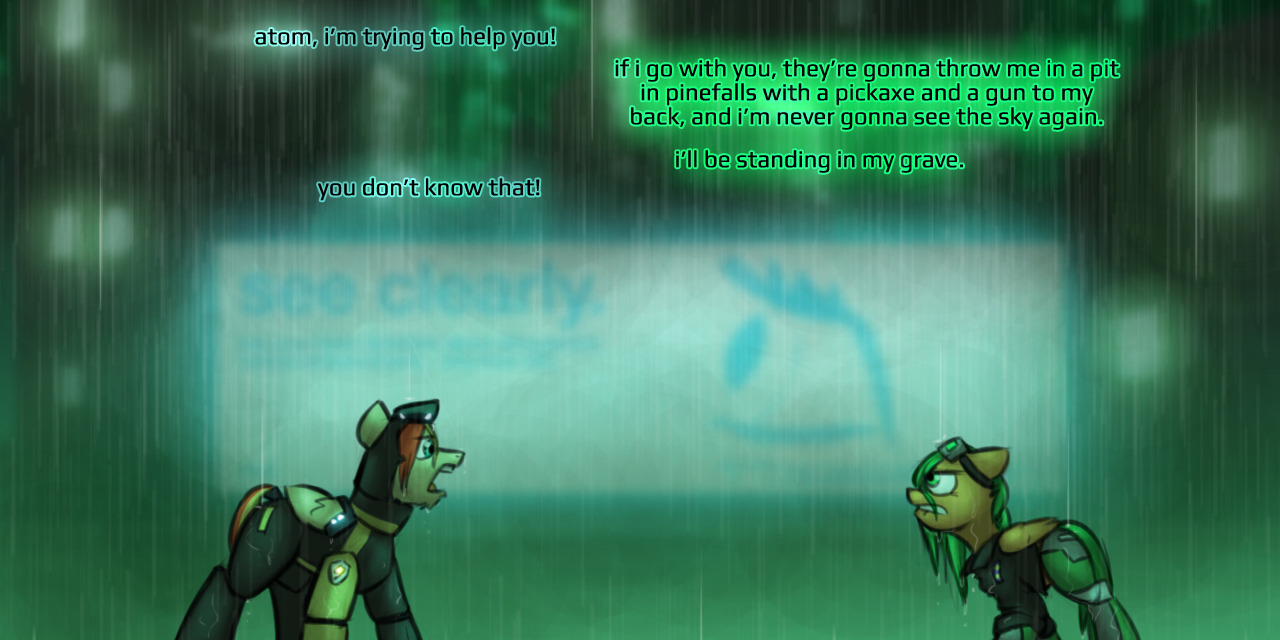 atom, i'm trying to help you!
if i go with you, they're gonna throw me in a pit
in pinefalls with a pickaxe and a gun to my
back, and i'm never gonna see the sky again.
i'll be standing in my grave.
you don't know that!
see clearly.